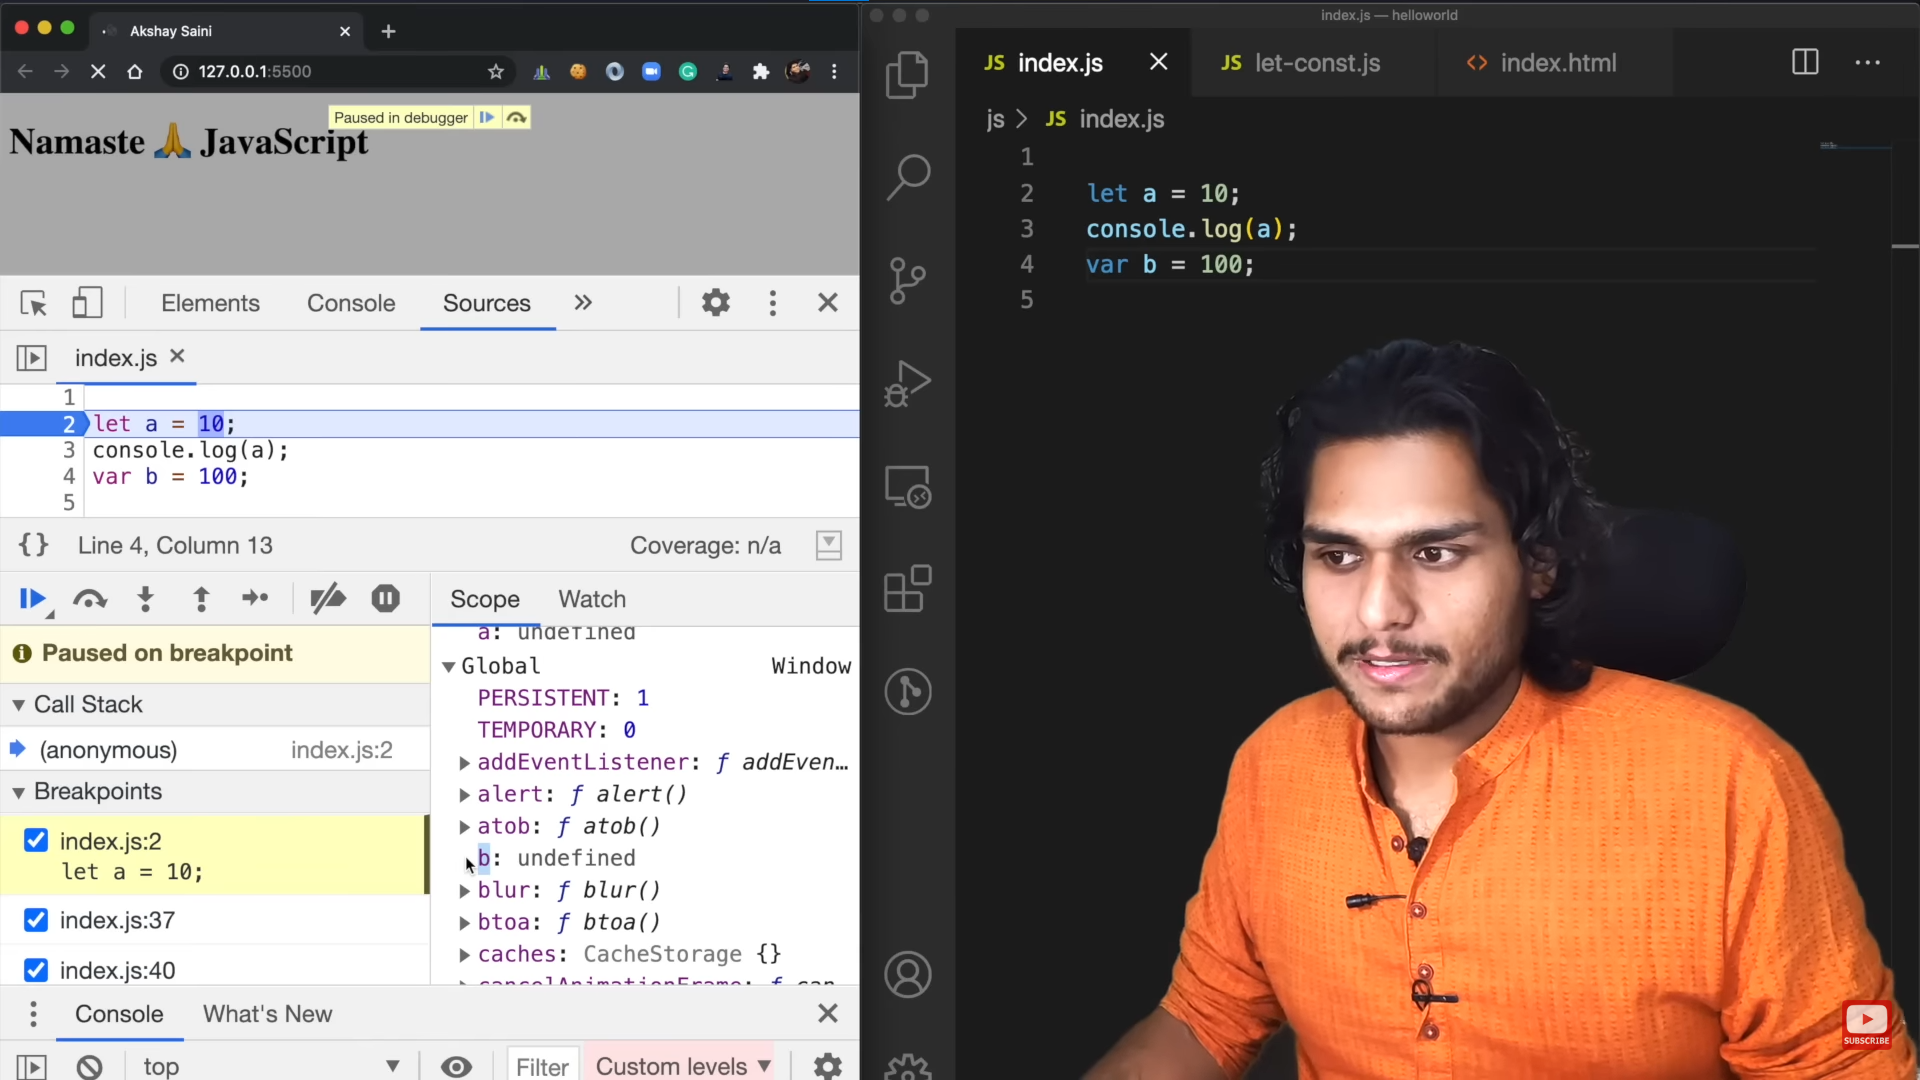 Akshay Saini
127.0.0.1:5500
Paused in debugger
Namaste 🙏 JavaScript
Elements Console Sources »
index.js
1
2 let a = 10;
3 console.log(a);
4 var b = 100;
5
{} Line 4, Column 13 Coverage: n/a
Paused on breakpoint
Call Stack
(anonymous) index.js:2
Breakpoints
index.js:2
let a = 10;
index.js:37
index.js:40
Scope Watch
a: undefined
Global Window
PERSISTENT: 1
TEMPORARY: 0
addEventListener: ƒ addEven…
alert: ƒ alert()
atob: ƒ atob()
b: undefined
blur: ƒ blur()
btoa: ƒ btoa()
caches: CacheStorage {}
Console What's New
top Filter Custom levels
index.js — helloworld
JS index.js JS let-const.js <> index.html
js > JS index.js
1
2 let a = 10;
3 console.log(a);
4 var b = 100;
5
SUBSCRIBE